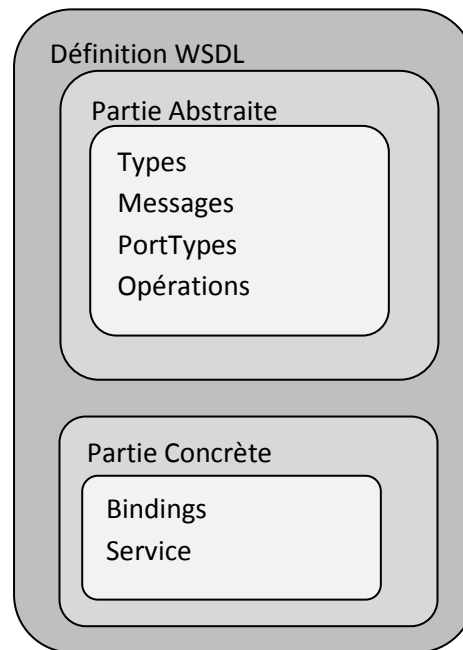 Définition WSDL
Partie Abstraite
Types
Messages
PortTypes
Opérations
Partie Concrète
Bindings
Service